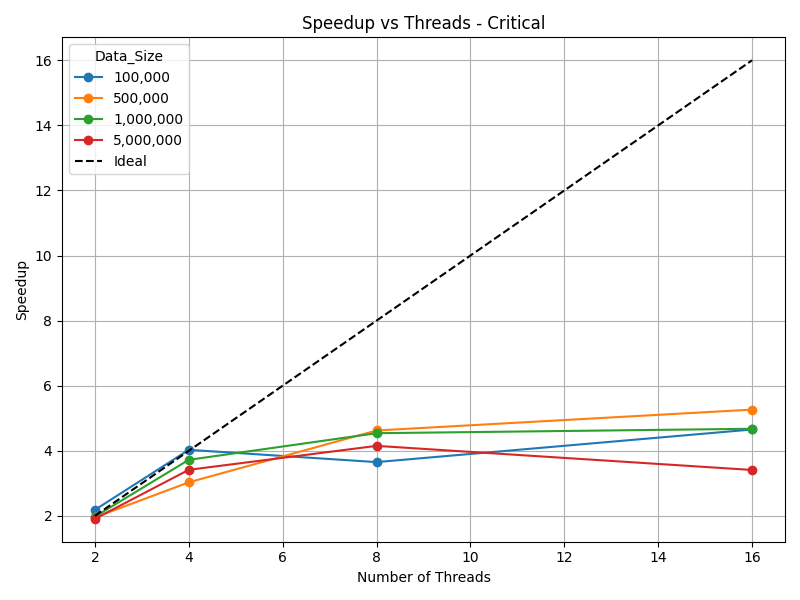 Speedup vs Threads - Critical
Data_Size
100,000
500,000
1,000,000
5,000,000
Ideal
Speedup
16
14
12
10
8
6
4
2
2 4 6 8 10 12 14 16
Number of Threads